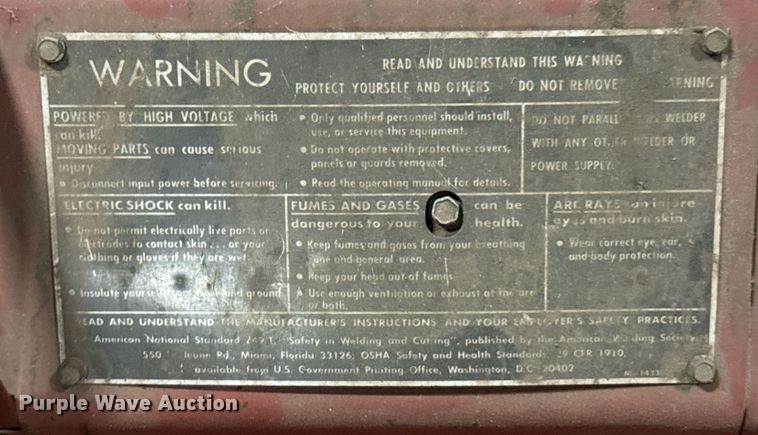 WARNING
READ AND UNDERSTAND THIS WARNING
PROTECT YOURSELF AND OTHERS DO NOT REMOVE
POWERED BY HIGH VOLTAGE which
can kill.
MOVING PARTS can cause serious
injury.
• Disconnect input power before servicing.
• Only qualified personnel should install,
use, or service this equipment.
• Do not operate with protective covers,
panels or guards removed.
• Read the operating manual for details.
DO NOT PARALLEL WELDER
WITH ANY OTHER WELDER OR
POWER SUPPLY.
ELECTRIC SHOCK can kill.
• Do not permit electrically live parts or
electrodes to contact skin . . . or your
clothing or gloves if they are wet.
• Insulate yourself from work and ground.
FUMES AND GASES can be
dangerous to your health.
• Keep fumes and gases from your breathing
zone and general area.
• Keep your head out of fumes.
• Use enough ventilation or exhaust at the arc
or both.
ARC RAYS can injure
eyes and burn skin.
• Wear correct eye, ear,
and body protection.
READ AND UNDERSTAND THE MANUFACTURER'S INSTRUCTIONS AND YOUR EMPLOYER'S SAFETY PRACTICES.
American National Standard Z49.1, "Safety in Welding and Cutting", published by the American Welding Society,
550 Jeune Rd., Miami, Florida 33126, OSHA Safety and Health Standards, 29 CFR 1910,
available from U.S. Government Printing Office, Washington, D.C. 20402
Purple Wave Auction